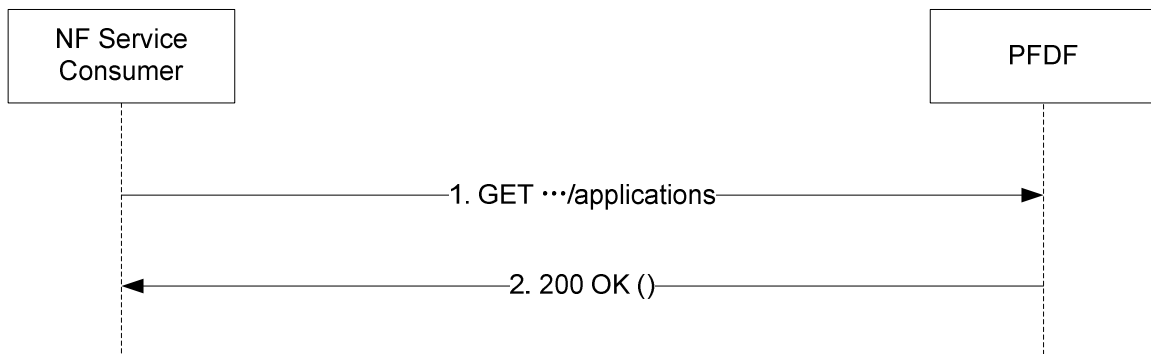 NF Service
Consumer
PFDF
1. GET ···/applications
2. 200 OK ()